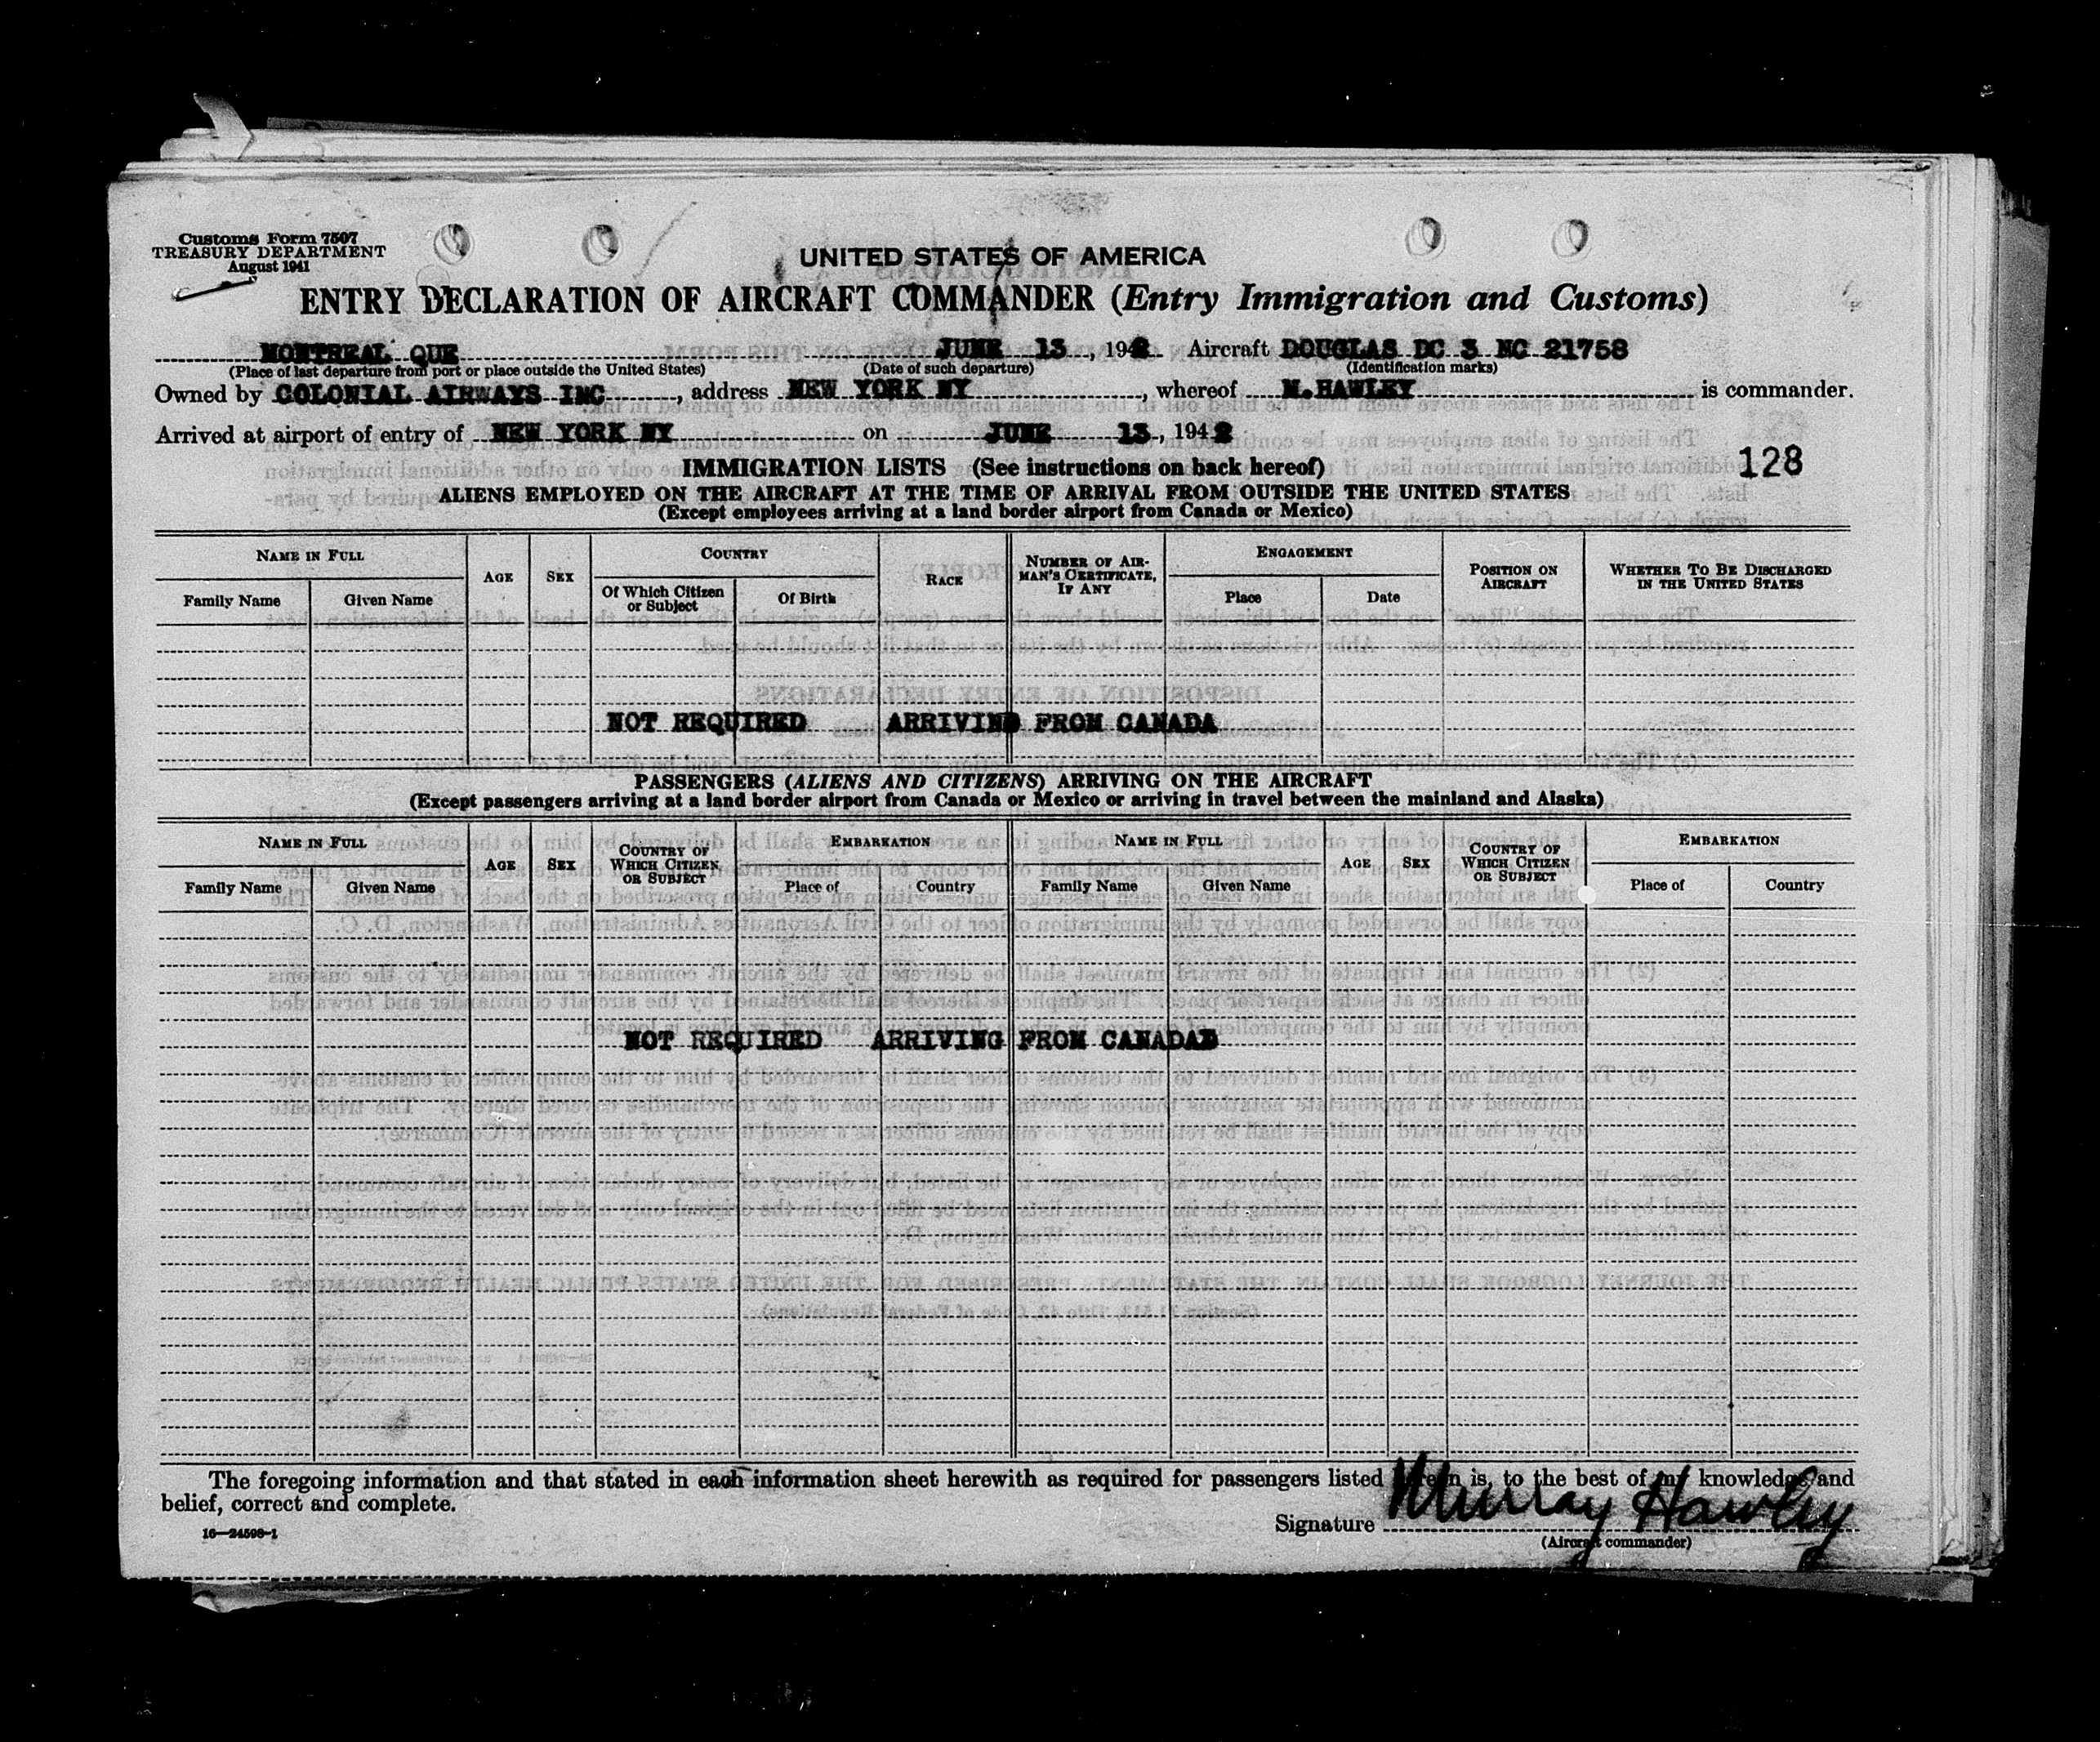 Customs Form 7507
TREASURY DEPARTMENT
August 1941
UNITED STATES OF AMERICA
ENTRY DECLARATION OF AIRCRAFT COMMANDER (Entry Immigration and Customs)
MONTREAL QUE JUNE 13, 1942 Aircraft DOUGLAS DC 3 NC 21758
(Place of last departure from port or place outside the United States) (Date of such departure) (Identification marks)
Owned by COLONIAL AIRWAYS INC, address NEW YORK NY, whereof M.HAWLEY is commander.
Arrived at airport of entry of NEW YORK NY on JUNE 13, 1942
128
IMMIGRATION LISTS (See instructions on back hereof)
ALIENS EMPLOYED ON THE AIRCRAFT AT THE TIME OF ARRIVAL FROM OUTSIDE THE UNITED STATES
(Except employees arriving at a land border airport from Canada or Mexico)
NAME IN FULL AGE SEX COUNTRY RACE NUMBER OF AIRMAN'S CERTIFICATE, IF ANY ENGAGEMENT POSITION ON AIRCRAFT WHETHER TO BE DISCHARGED IN THE UNITED STATES
Family Name Given Name Of Which Citizen or Subject Of Birth Place Date
NOT REQUIRED ARRIVING FROM CANADA
PASSENGERS (ALIENS AND CITIZENS) ARRIVING ON THE AIRCRAFT
(Except passengers arriving at a land border airport from Canada or Mexico or arriving in travel between the mainland and Alaska)
NAME IN FULL AGE SEX COUNTRY OF WHICH CITIZEN OR SUBJECT EMBARKATION NAME IN FULL AGE SEX COUNTRY OF WHICH CITIZEN OR SUBJECT EMBARKATION
Family Name Given Name Place of Country Family Name Given Name Place of Country
NOT REQUIRED ARRIVING FROM CANADA
The foregoing information and that stated in each information sheet herewith as required for passengers listed herein is, to the best of my knowledge and
belief, correct and complete.
16—24598-1
Signature Murray Hawley
(Aircraft commander)